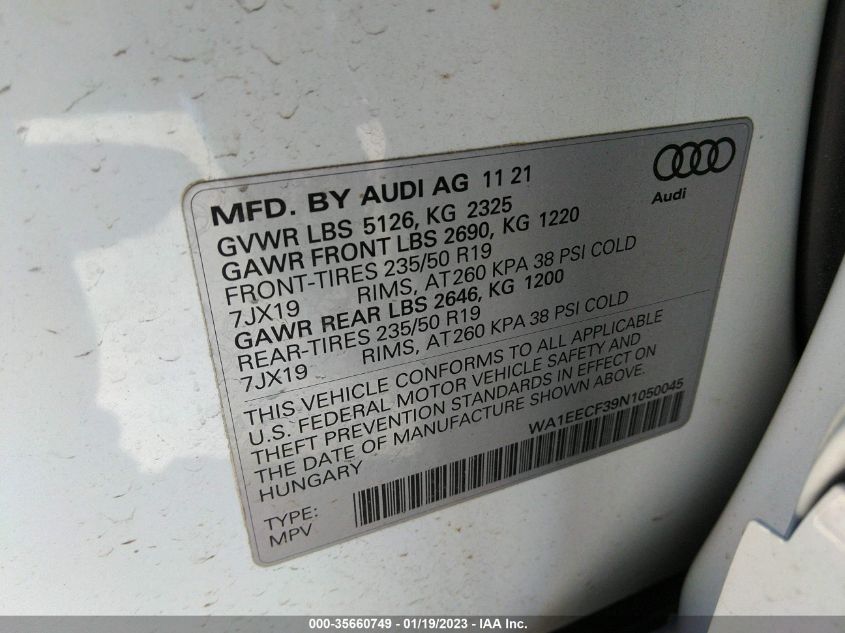 MFD. BY AUDI AG 11 21
Audi
GVWR LBS 5126, KG 2325
GAWR FRONT LBS 2690, KG 1220
FRONT-TIRES 235/50 R19
7JX19 RIMS, AT 260 KPA 38 PSI COLD
GAWR REAR LBS 2646, KG 1200
REAR-TIRES 235/50 R19
7JX19 RIMS, AT 260 KPA 38 PSI COLD
THIS VEHICLE CONFORMS TO ALL APPLICABLE
U.S. FEDERAL MOTOR VEHICLE SAFETY AND
THEFT PREVENTION STANDARDS IN EFFECT ON
THE DATE OF MANUFACTURE SHOWN ABOVE.
HUNGARY WA1EECF39N1050045
TYPE:
MPV
000-35660749 — 01/19/2023 — IAA Inc.